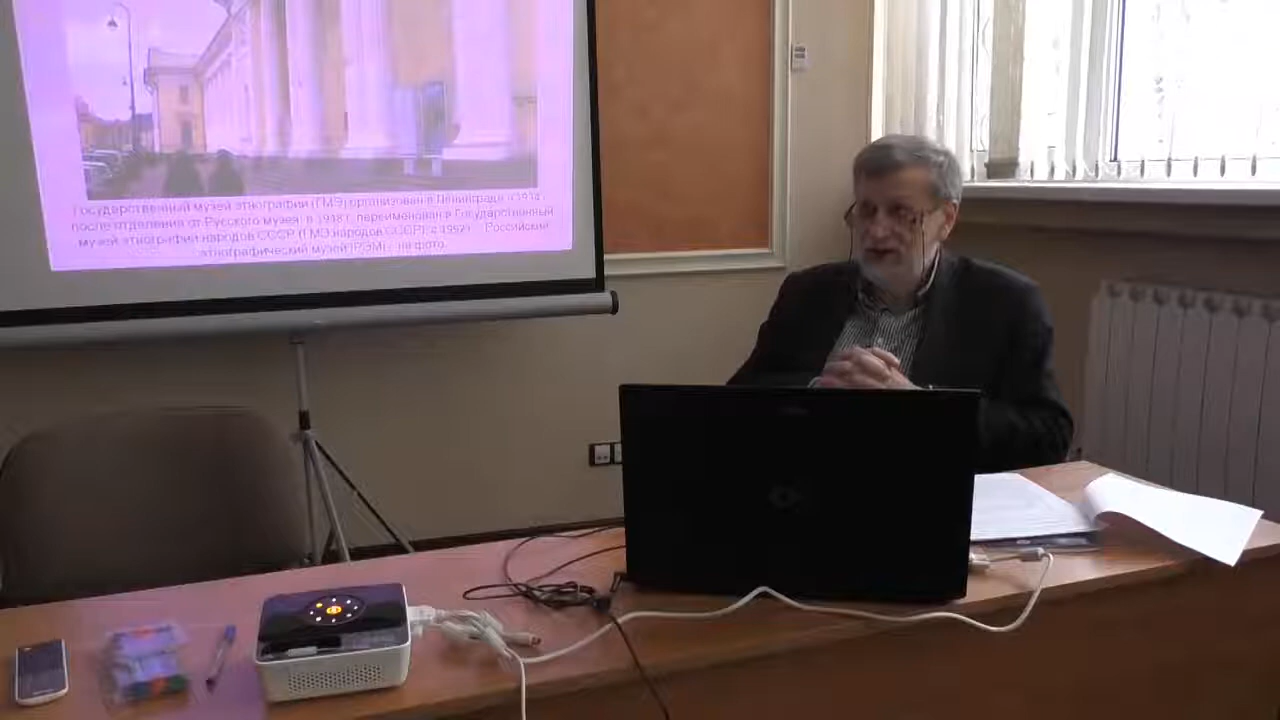 Государственный музей этнографии (ГМЭ) организован в Ленинграде в 1934
после отделения от Русского музея; в 1948 г. переименован в Государственный
музей этнографии народов СССР (ГМЭ народов СССР), с 1992 Российский
этнографический музей (РЭМ), на фото.